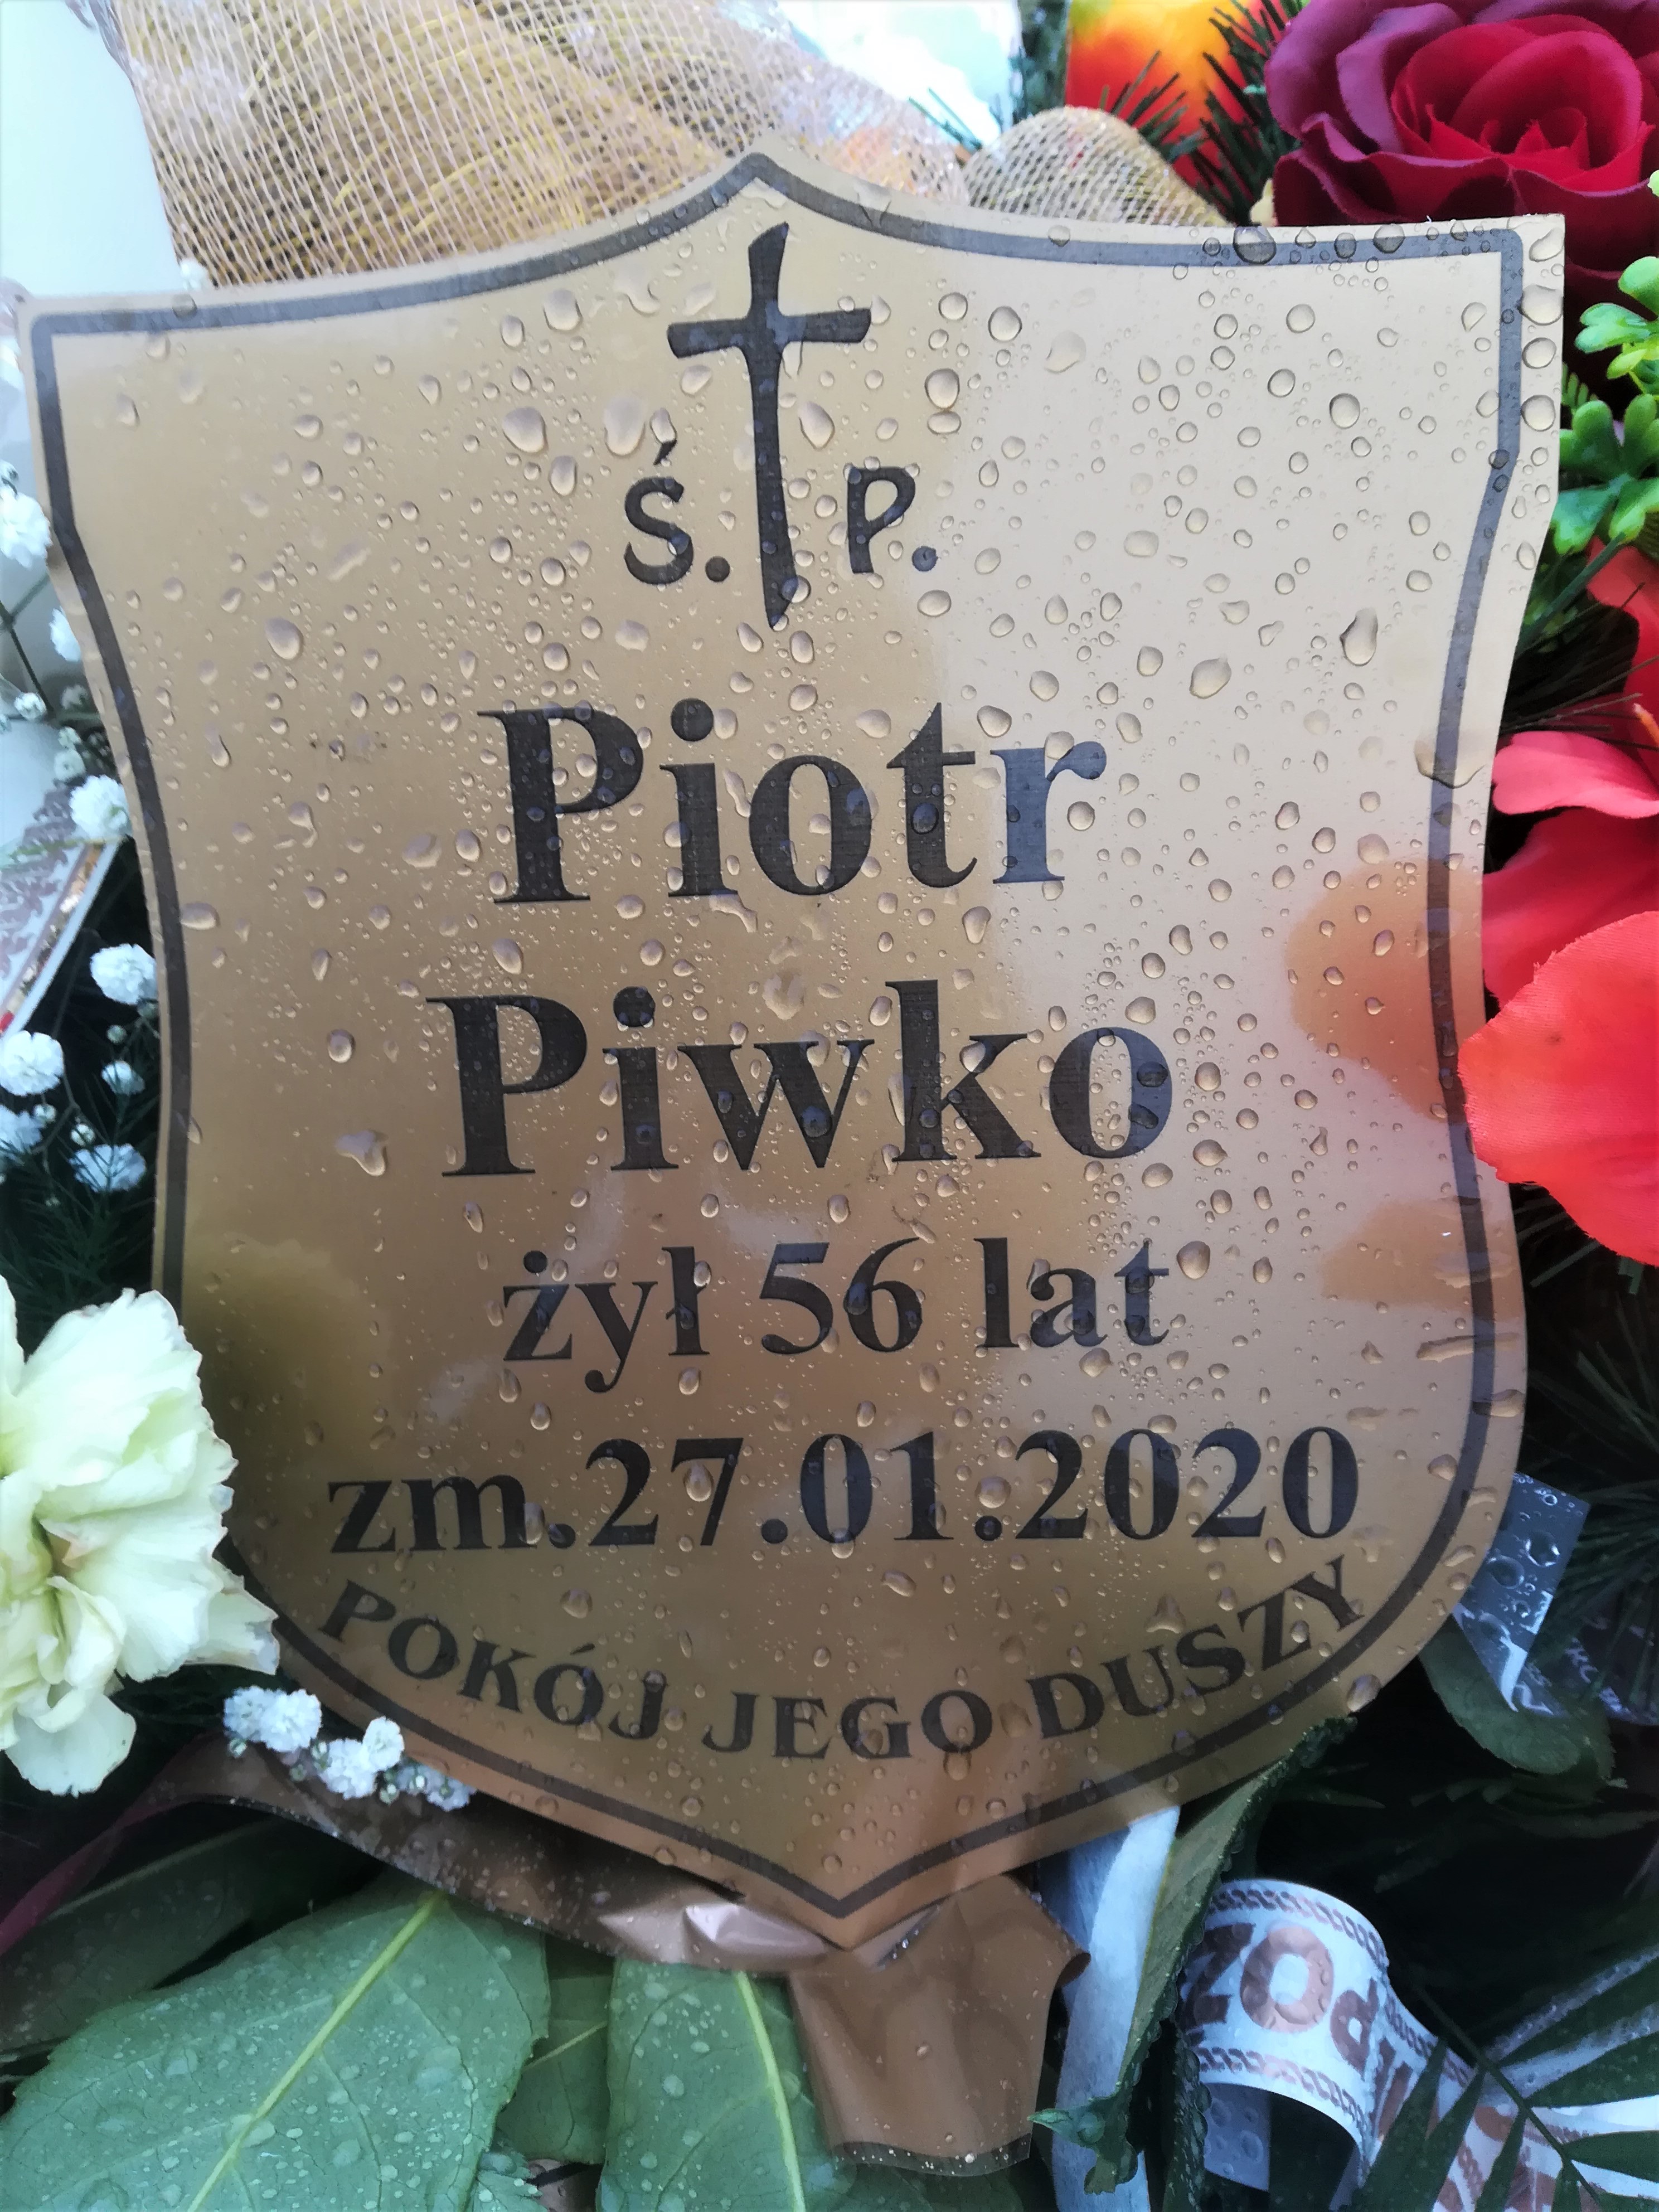 Ś. P.
Piotr
Piwko
żył 56 lat
zm.27.01.2020
POKÓJ JEGO DUSZY